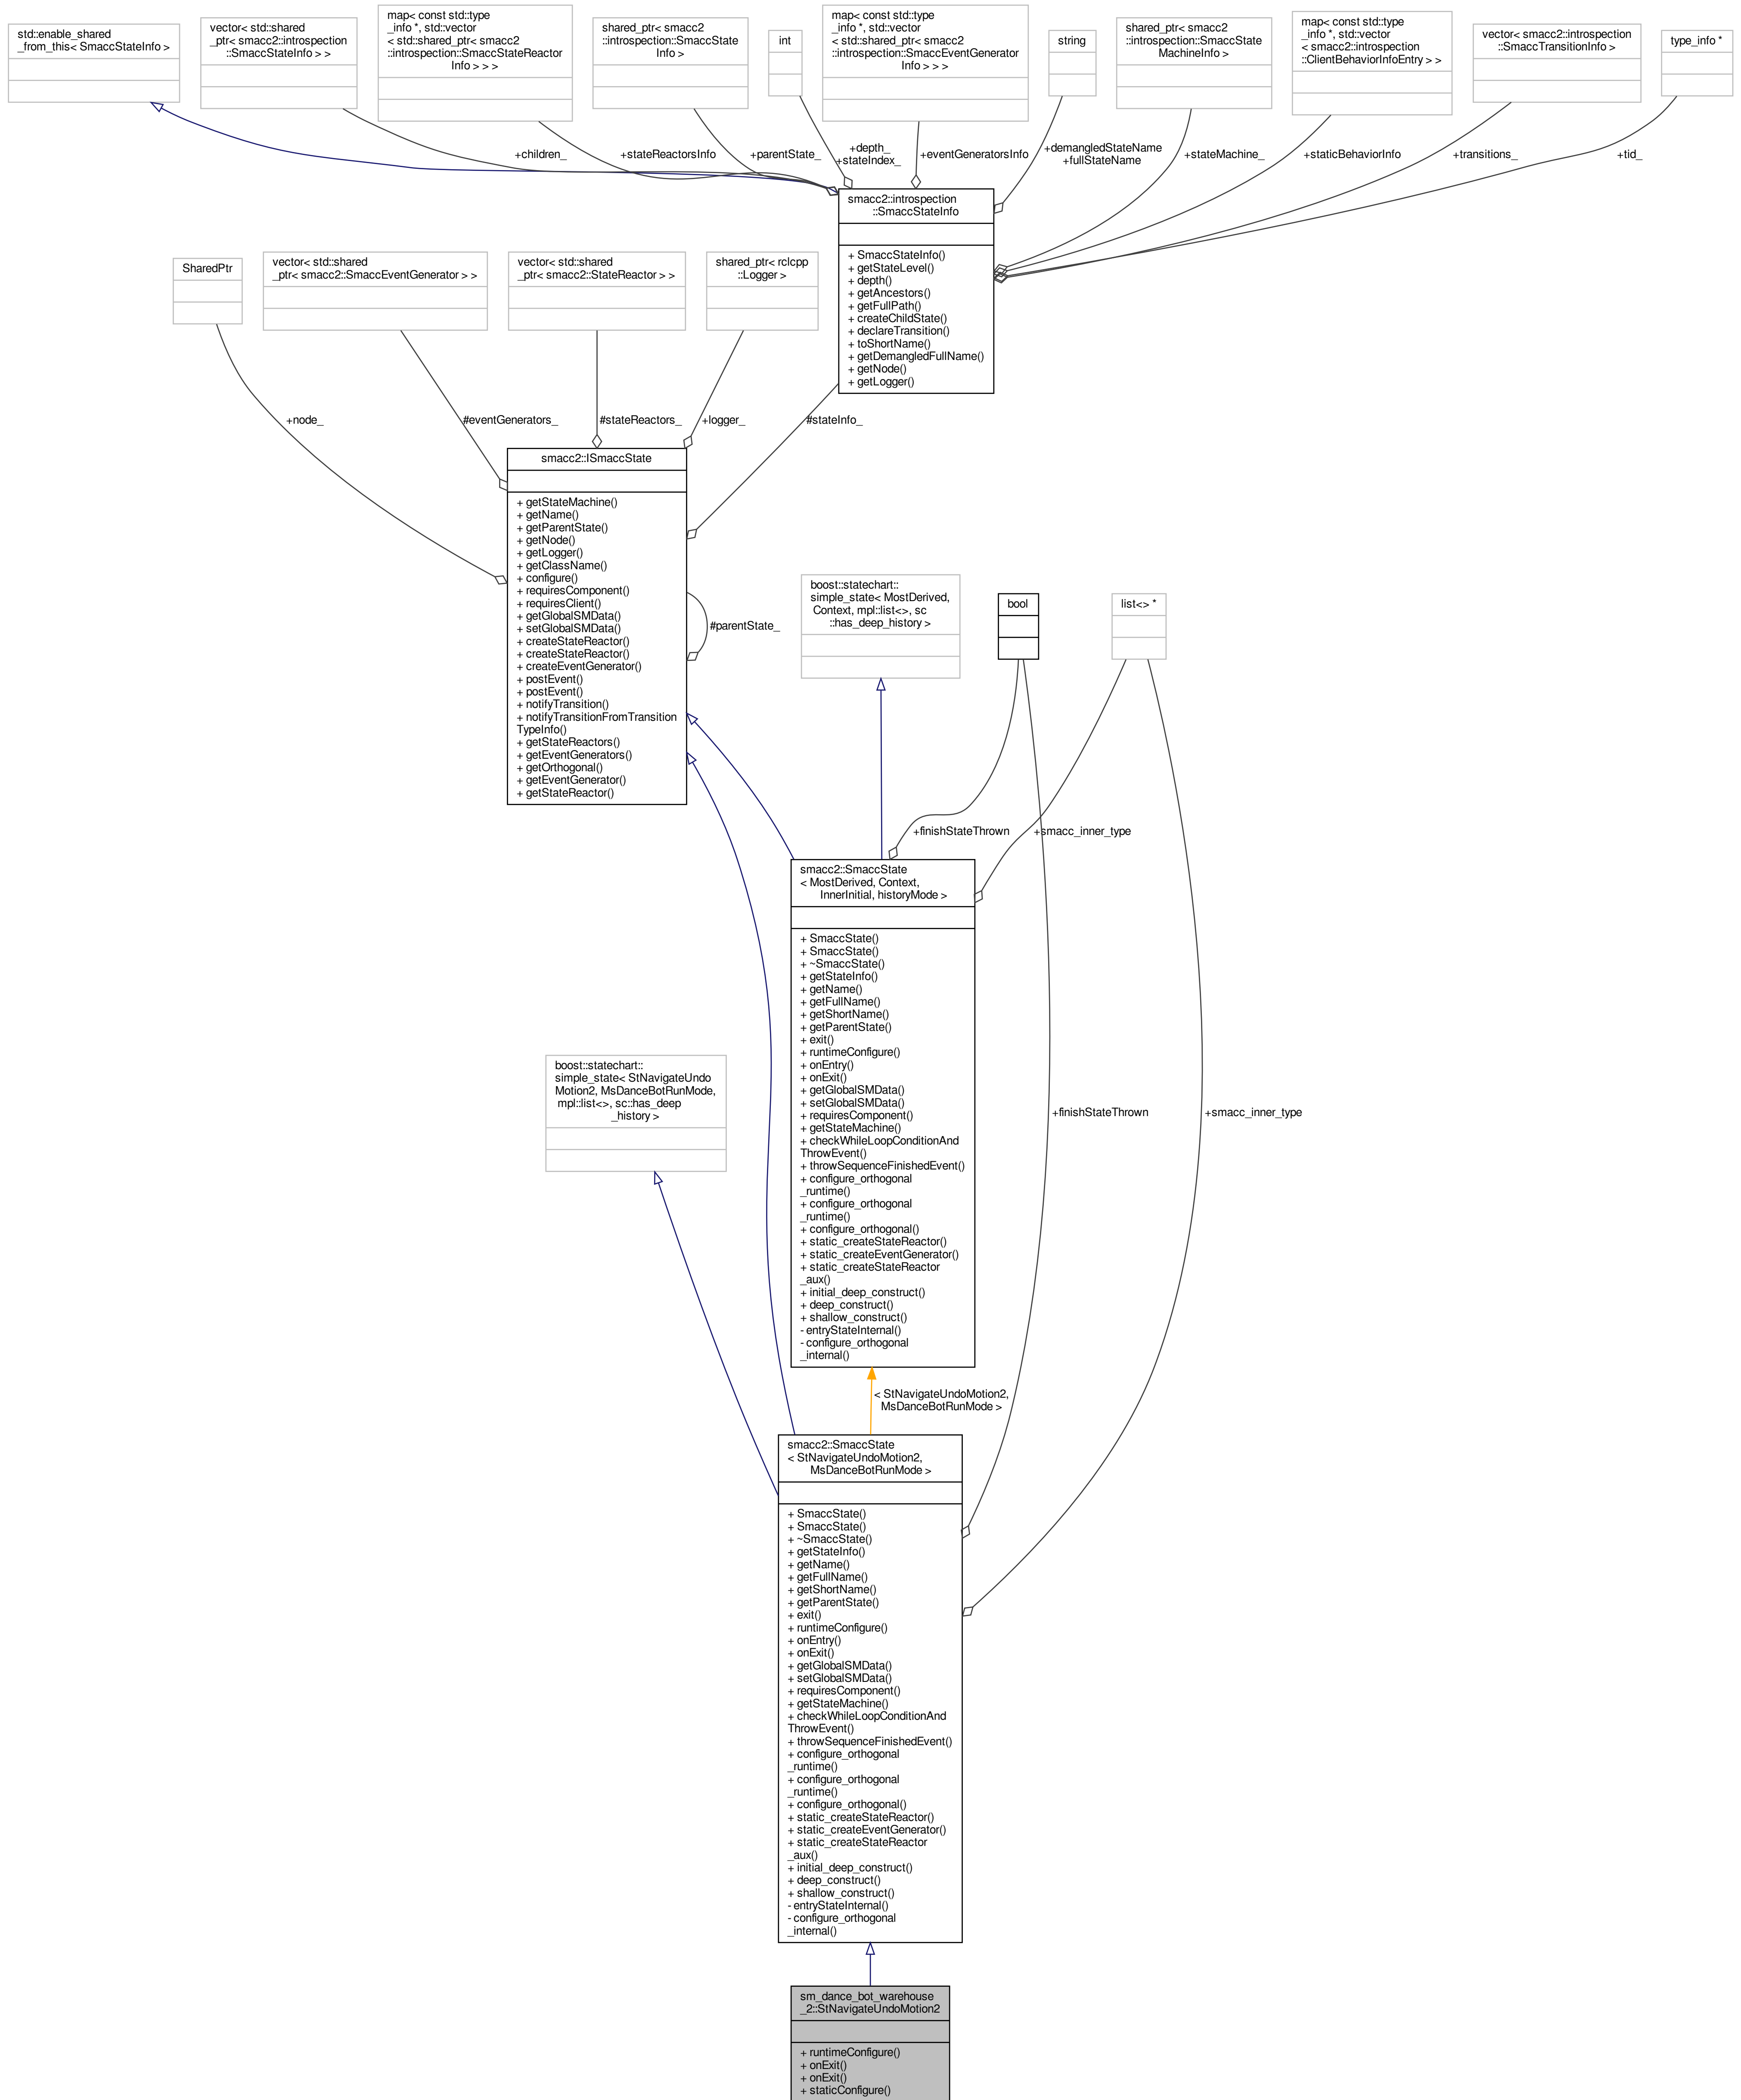 std::enable_shared
_from_this< SmaccStateInfo >
vector< std::shared
_ptr< smacc2::introspection
::SmaccStateInfo > >
map< const std::type
_info *, std::vector
< std::shared_ptr< smacc2
::introspection::SmaccStateReactor
Info > > >
shared_ptr< smacc2
::introspection::SmaccState
Info >
int
map< const std::type
_info *, std::vector
< std::shared_ptr< smacc2
::introspection::SmaccEventGenerator
Info > > >
string
shared_ptr< smacc2
::introspection::SmaccState
MachineInfo >
map< const std::type
_info *, std::vector
< smacc2::introspection
::ClientBehaviorInfoEntry > >
vector< smacc2::introspection
::SmaccTransitionInfo >
type_info *
+children_
+stateReactorsInfo
+parentState_
+depth_
+stateIndex_
+eventGeneratorsInfo
+demangledStateName
+fullStateName
+stateMachine_
+staticBehaviorInfo
+transitions_
+tid_
smacc2::introspection
::SmaccStateInfo
+ SmaccStateInfo()
+ getStateLevel()
+ depth()
+ getAncestors()
+ getFullPath()
+ createChildState()
+ declareTransition()
+ toShortName()
+ getDemangledFullName()
+ getNode()
+ getLogger()
SharedPtr
vector< std::shared
_ptr< smacc2::SmaccEventGenerator > >
vector< std::shared
_ptr< smacc2::StateReactor > >
shared_ptr< rclcpp
::Logger >
+node_
#eventGenerators_
#stateReactors_
+logger_
#stateInfo_
smacc2::ISmaccState
+ getStateMachine()
+ getName()
+ getParentState()
+ getNode()
+ getLogger()
+ getClassName()
+ configure()
+ requiresComponent()
+ requiresClient()
+ getGlobalSMData()
+ setGlobalSMData()
+ createStateReactor()
+ createStateReactor()
+ createEventGenerator()
+ postEvent()
+ postEvent()
+ notifyTransition()
+ notifyTransitionFromTransition
TypeInfo()
+ getStateReactors()
+ getEventGenerators()
+ getOrthogonal()
+ getEventGenerator()
+ getStateReactor()
#parentState_
boost::statechart::
simple_state< MostDerived,
Context, mpl::list<>, sc
::has_deep_history >
bool
list<> *
+finishStateThrown
+smacc_inner_type
smacc2::SmaccState
< MostDerived, Context,
InnerInitial, historyMode >
+ SmaccState()
+ SmaccState()
+ ~SmaccState()
+ getStateInfo()
+ getName()
+ getFullName()
+ getShortName()
+ getParentState()
+ exit()
+ runtimeConfigure()
+ onEntry()
+ onExit()
+ getGlobalSMData()
+ setGlobalSMData()
+ requiresComponent()
+ getStateMachine()
+ checkWhileLoopConditionAnd
ThrowEvent()
+ throwSequenceFinishedEvent()
+ configure_orthogonal
_runtime()
+ configure_orthogonal
_runtime()
+ configure_orthogonal()
+ static_createStateReactor()
+ static_createEventGenerator()
+ static_createStateReactor
_aux()
+ initial_deep_construct()
+ deep_construct()
+ shallow_construct()
- entryStateInternal()
- configure_orthogonal
_internal()
boost::statechart::
simple_state< StNavigateUndo
Motion2, MsDanceBotRunMode,
mpl::list<>, sc::has_deep
_history >
+finishStateThrown
+smacc_inner_type
< StNavigateUndoMotion2,
MsDanceBotRunMode >
smacc2::SmaccState
< StNavigateUndoMotion2,
MsDanceBotRunMode >
+ SmaccState()
+ SmaccState()
+ ~SmaccState()
+ getStateInfo()
+ getName()
+ getFullName()
+ getShortName()
+ getParentState()
+ exit()
+ runtimeConfigure()
+ onEntry()
+ onExit()
+ getGlobalSMData()
+ setGlobalSMData()
+ requiresComponent()
+ getStateMachine()
+ checkWhileLoopConditionAnd
ThrowEvent()
+ throwSequenceFinishedEvent()
+ configure_orthogonal
_runtime()
+ configure_orthogonal
_runtime()
+ configure_orthogonal()
+ static_createStateReactor()
+ static_createEventGenerator()
+ static_createStateReactor
_aux()
+ initial_deep_construct()
+ deep_construct()
+ shallow_construct()
- entryStateInternal()
- configure_orthogonal
_internal()
sm_dance_bot_warehouse
_2::StNavigateUndoMotion2
+ runtimeConfigure()
+ onExit()
+ onExit()
+ staticConfigure()